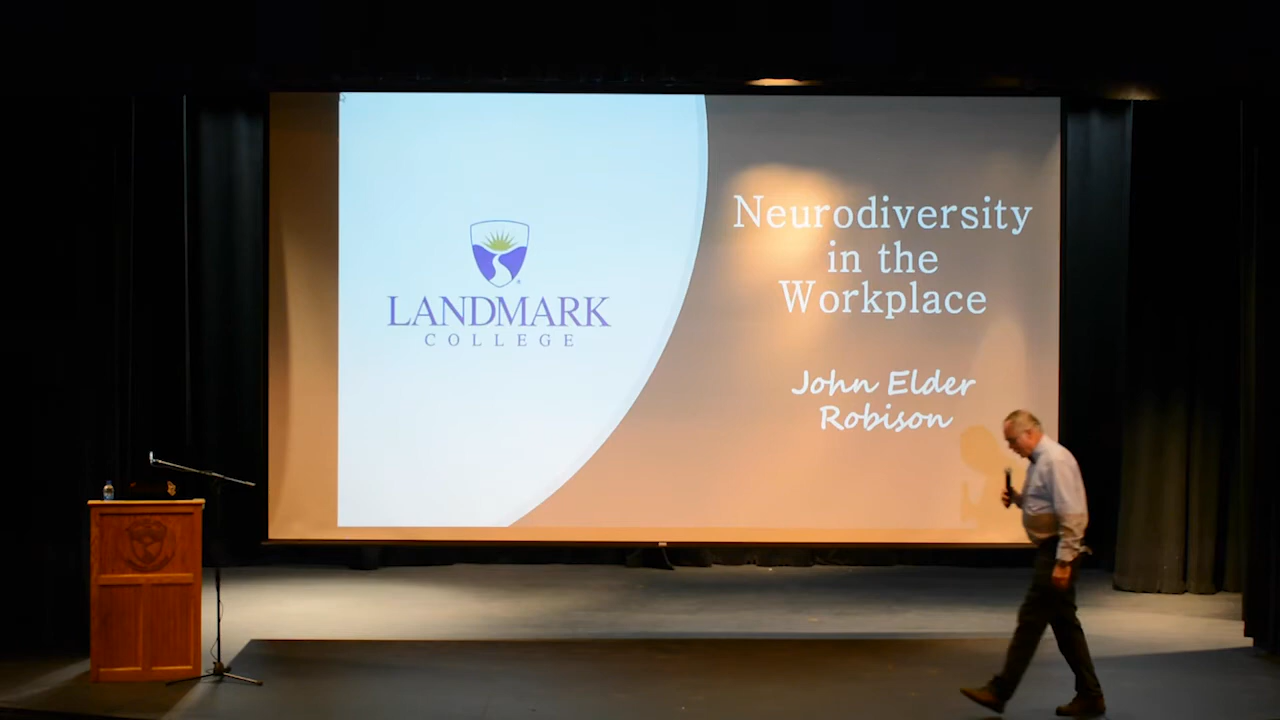 LANDMARK
COLLEGE
Neurodiversity
in the
Workplace
John Elder
Robison